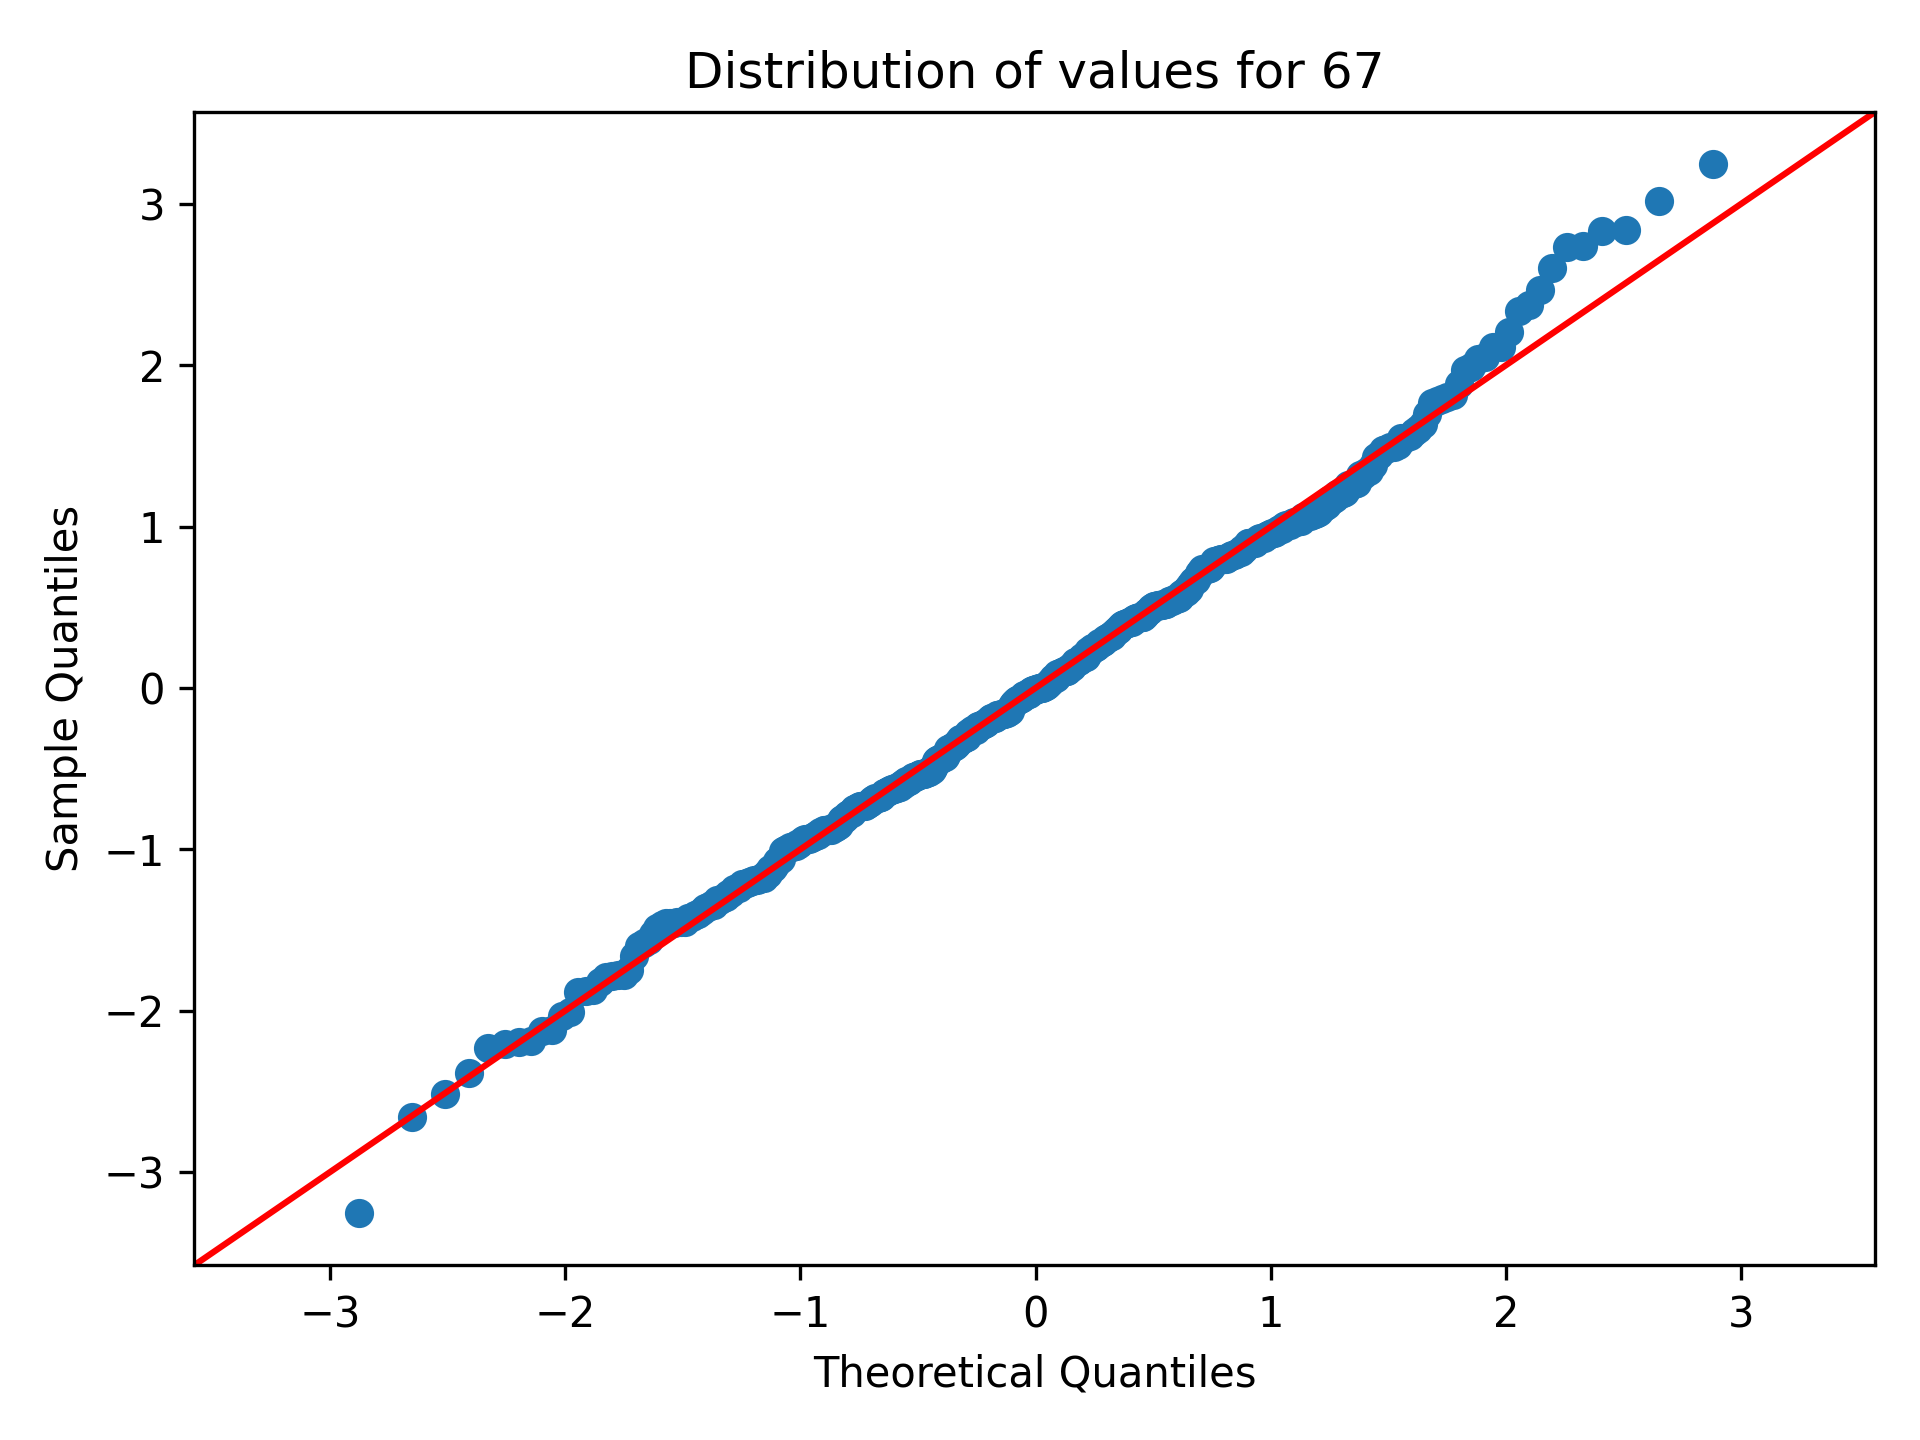 Distribution of values for 67
3
2
1
0
−1
−2
−3
Sample Quantiles
−3 −2 −1 0 1 2 3
Theoretical Quantiles